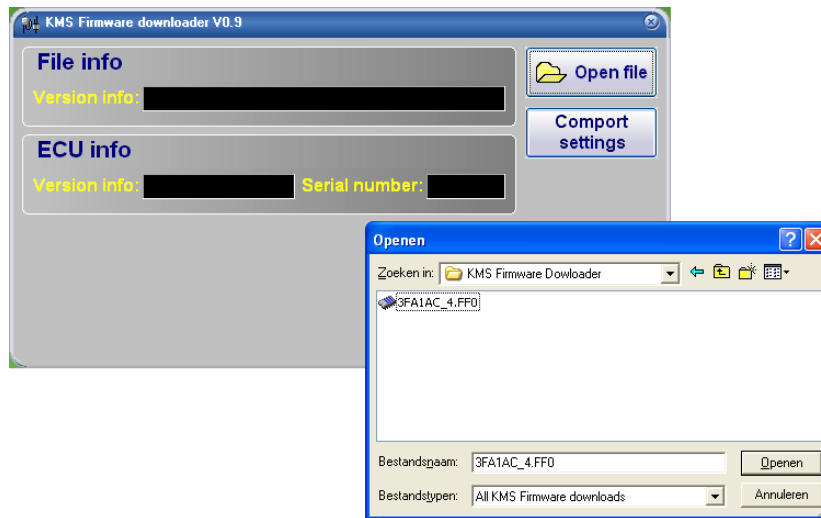 KMS Firmware downloader V0.9
File info
Version info:
Open file
Comport
settings
ECU info
Version info: Serial number:
Openen
Zoeken in: KMS Firmware Dowloader
3FA1AC_4.FF0
Bestandsnaam: 3FA1AC_4.FF0 Openen
Bestandstypen: All KMS Firmware downloads Annuleren